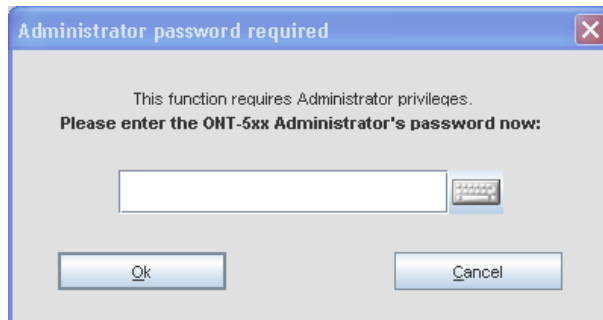 Administrator password required
This function requires Administrator privileges.
Please enter the ONT-5xx Administrator's password now:
Ok
Cancel